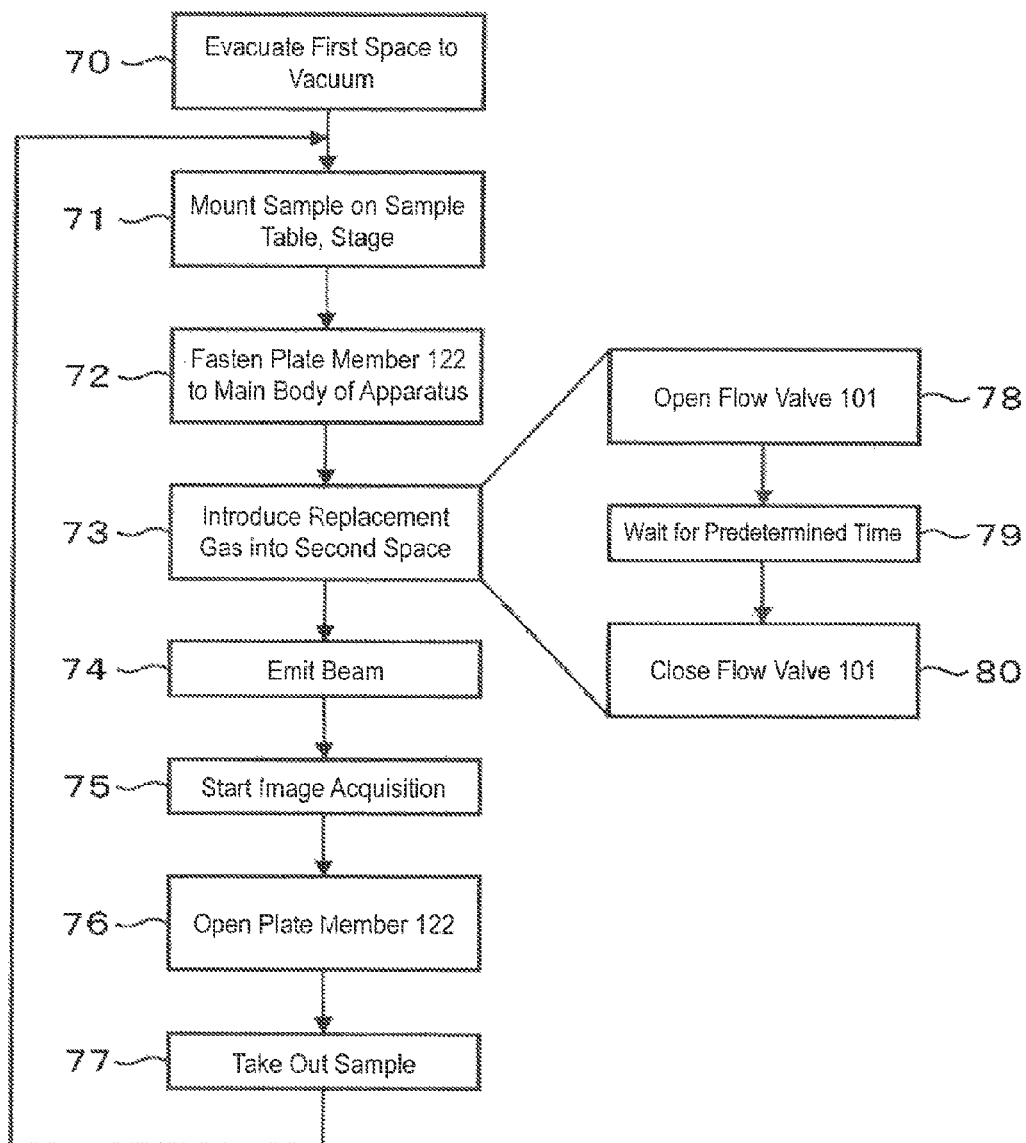 70
Evacuate First Space to
Vacuum
71
Mount Sample on Sample
Table, Stage
72
Fasten Plate Member 122
to Main Body of Apparatus
73
Introduce Replacement
Gas into Second Space
74
Emit Beam
75
Start Image Acquisition
76
Open Plate Member 122
77
Take Out Sample
Open Flow Valve 101
78
Wait for Predetermined Time
79
Close Flow Valve 101
80